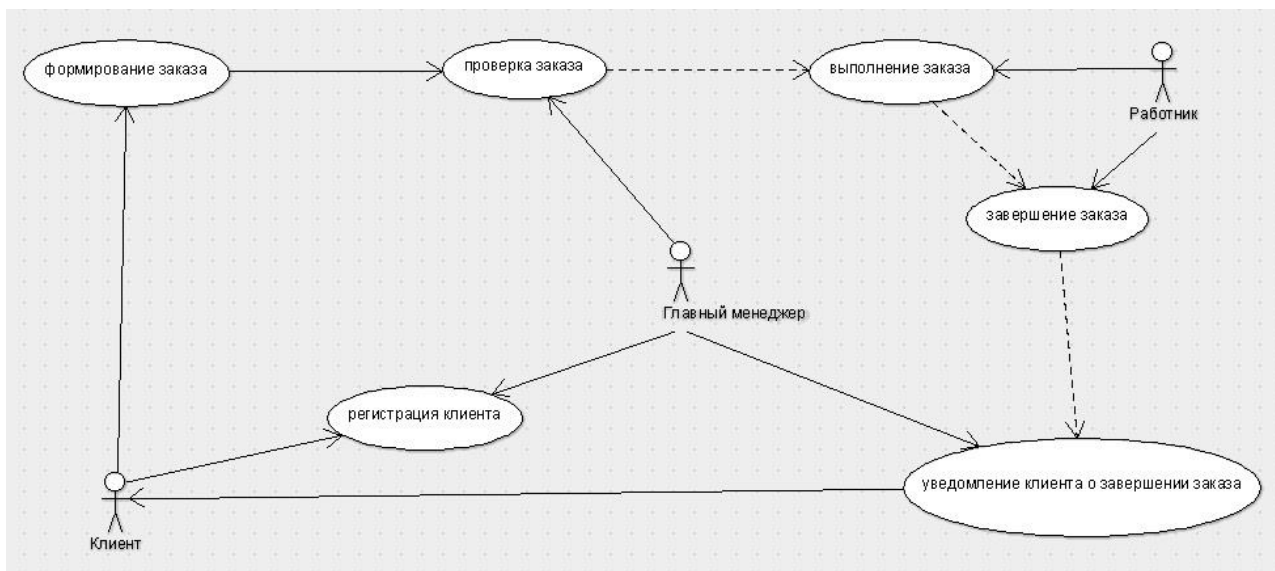 формирование заказа
проверка заказа
выполнение заказа
Работник
завершение заказа
Главный менеджер
регистрация клиента
уведомление клиента о завершении заказа
Клиент